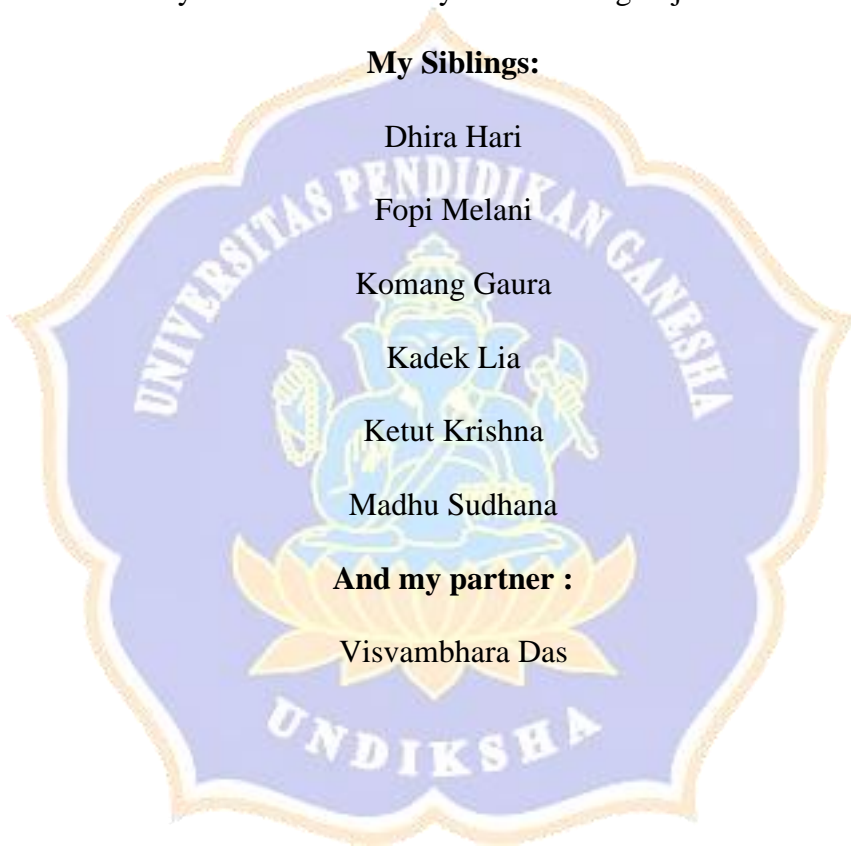 My Siblings:
Dhira Hari
UNIVERSITAS PENDIDIKAN GANESHA
Fopi Melani
Komang Gaura
Kadek Lia
Ketut Krishna
Madhu Sudhana
And my partner :
Visvambhara Das
UNDIKSHA